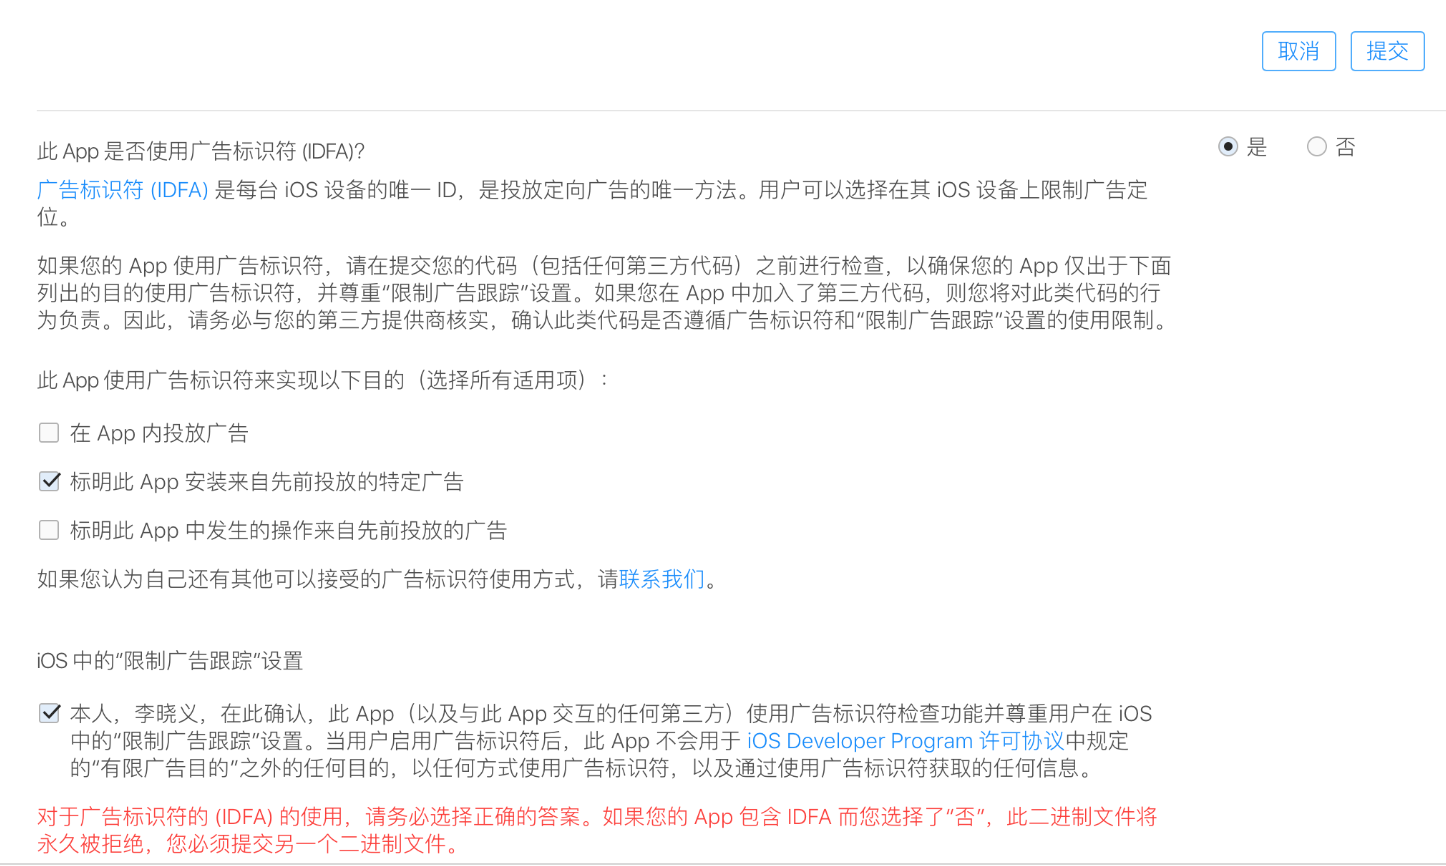 取消 提交
此 App 是否使用广告标识符 (IDFA)? 是 否
广告标识符 (IDFA) 是每台 iOS 设备的唯一 ID，是投放定向广告的唯一方法。用户可以选择在其 iOS 设备上限制广告定
位。
如果您的 App 使用广告标识符，请在提交您的代码（包括任何第三方代码）之前进行检查，以确保您的 App 仅出于下面
列出的目的使用广告标识符，并尊重“限制广告跟踪”设置。如果您在 App 中加入了第三方代码，则您将对此类代码的行
为负责。因此，请务必与您的第三方提供商核实，确认此类代码是否遵循广告标识符和“限制广告跟踪”设置的使用限制。
此 App 使用广告标识符来实现以下目的（选择所有适用项）：
在 App 内投放广告
标明此 App 安装来自先前投放的特定广告
标明此 App 中发生的操作来自先前投放的广告
如果您认为自己还有其他可以接受的广告标识符使用方式，请联系我们。
iOS 中的“限制广告跟踪”设置
本人，李晓义，在此确认，此 App（以及与此 App 交互的任何第三方）使用广告标识符检查功能并尊重用户在 iOS
中的“限制广告跟踪”设置。当用户启用广告标识符后，此 App 不会用于 iOS Developer Program 许可协议中规定
的“有限广告目的”之外的任何目的，以任何方式使用广告标识符，以及通过使用广告标识符获取的任何信息。
对于广告标识符的 (IDFA) 的使用，请务必选择正确的答案。如果您的 App 包含 IDFA 而您选择了“否”，此二进制文件将
永久被拒绝，您必须提交另一个二进制文件。